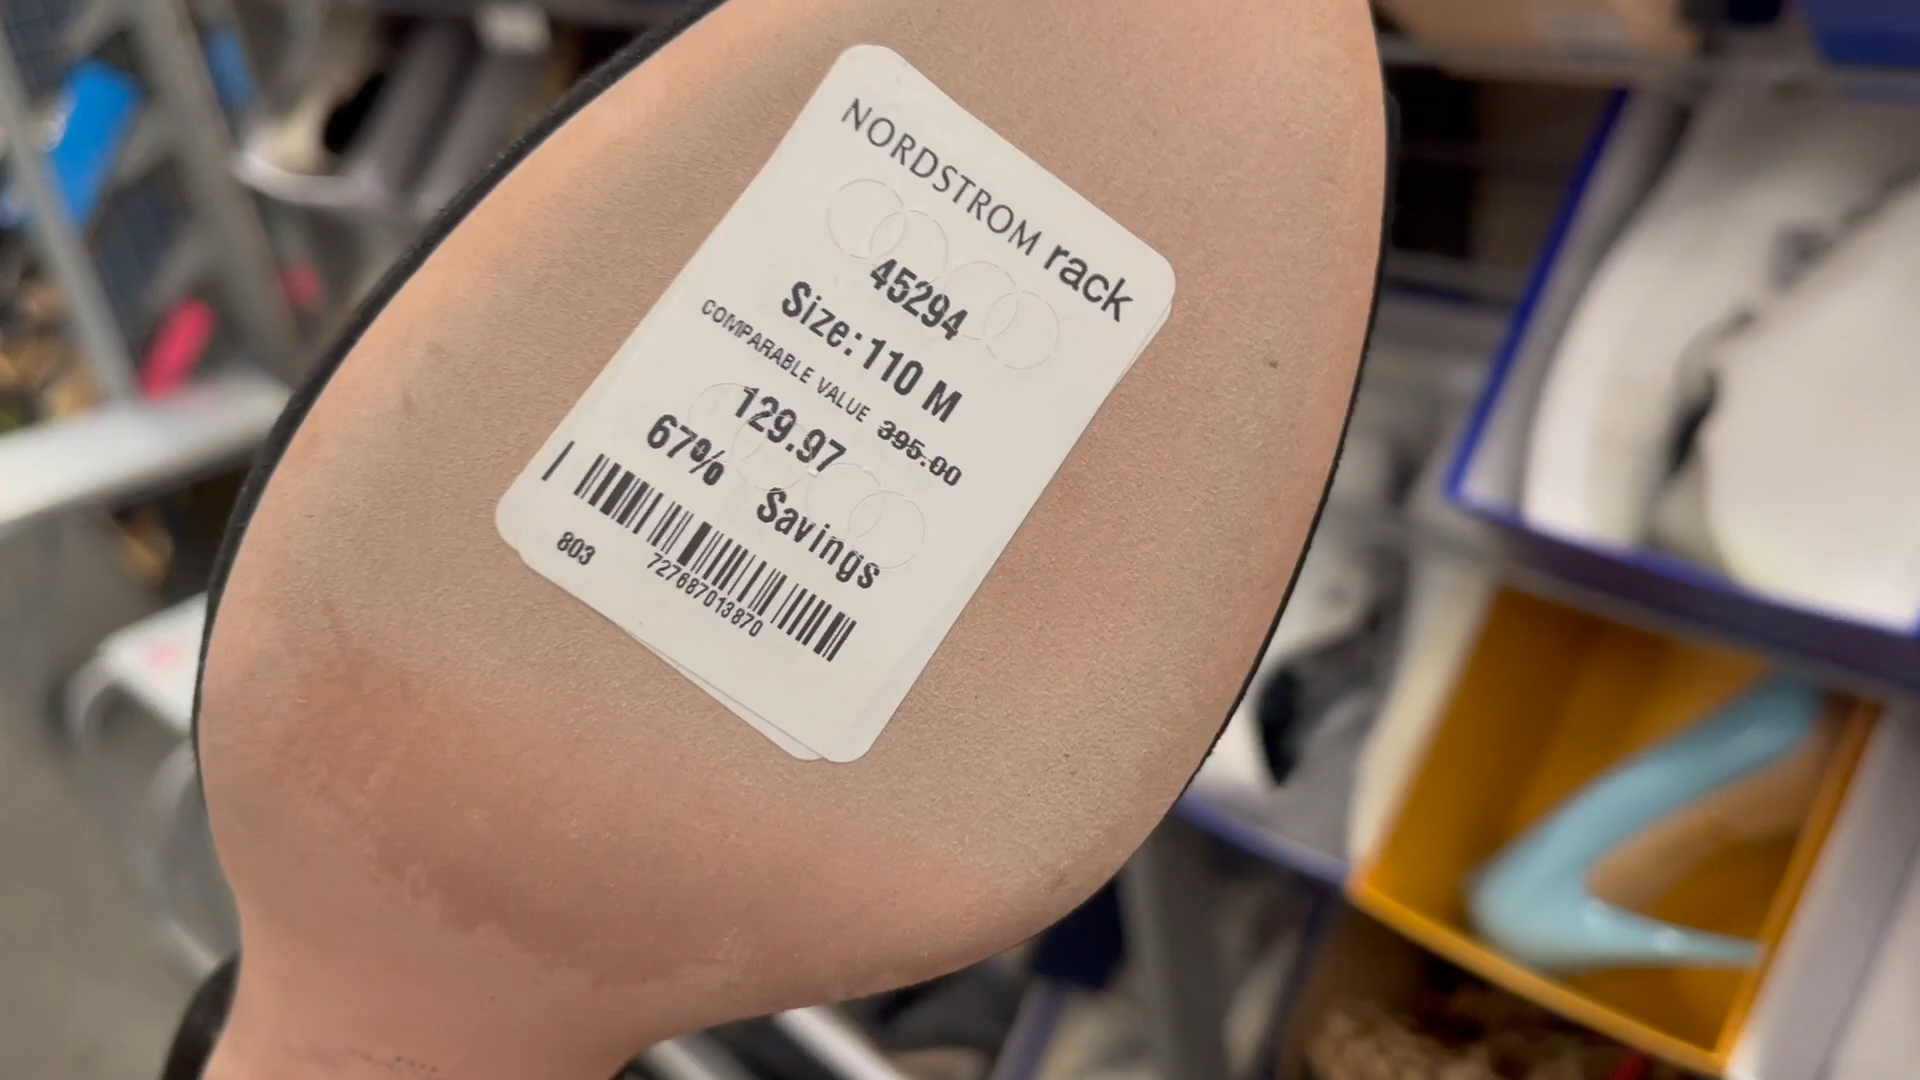 NORDSTROM rack
45294
Size:110 M
COMPARABLE VALUE 395.00
129.97
67% Savings
803 727687013870